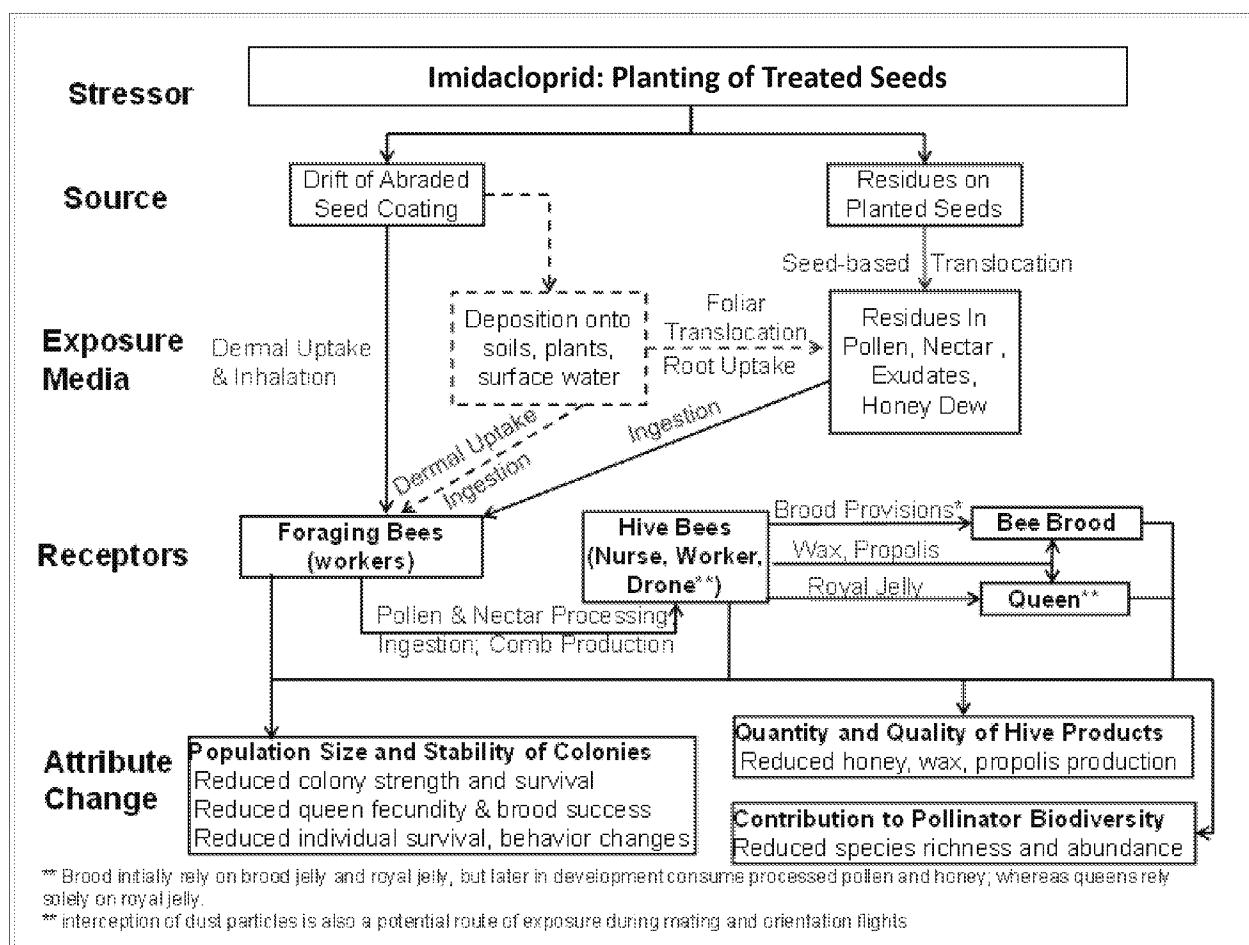 Imidacloprid: Planting of Treated Seeds
Stressor
Source
Drift of Abraded
Seed Coating
Residues on
Planted Seeds
Seed-based Translocation
Exposure
Media
Dermal Uptake
& Inhalation
Deposition onto
soils, plants,
surface water
Foliar
Translocation
Root Uptake
Residues In
Pollen, Nectar ,
Exudates,
Honey Dew
Dermal Uptake
Ingestion
Ingestion
Receptors
Foraging Bees
(workers)
Hive Bees
(Nurse, Worker,
Drone**)
Brood Provisions*
Wax, Propolis
Royal Jelly
Bee Brood
Queen**
Pollen & Nectar Processing
Ingestion; Comb Production
Attribute
Change
Population Size and Stability of Colonies
Reduced colony strength and survival
Reduced queen fecundity & brood success
Reduced individual survival, behavior changes
Quantity and Quality of Hive Products
Reduced honey, wax, propolis production
Contribution to Pollinator Biodiversity
Reduced species richness and abundance
** Brood initially rely on brood jelly and royal jelly, but later in development consume processed pollen and honey; whereas queens rely
solely on royal jelly.
** interception of dust particles is also a potential route of exposure during mating and orientation flights